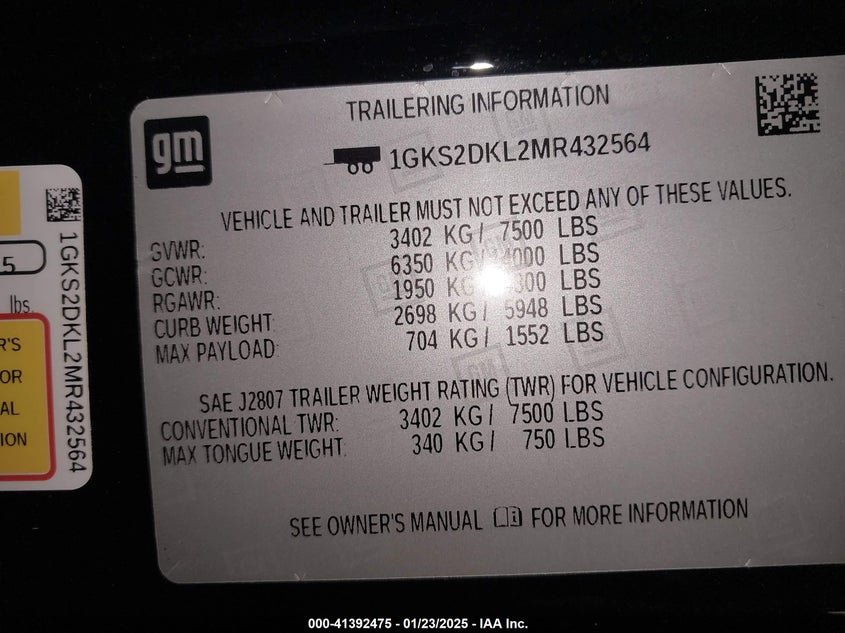 TRAILERING INFORMATION
gm
1GKS2DKL2MR432564
VEHICLE AND TRAILER MUST NOT EXCEED ANY OF THESE VALUES.
GVWR: 3402 KG/ 7500 LBS
GCWR: 6350 KG/ 14000 LBS
RGAWR: 1950 KG/ LBS
CURB WEIGHT: 2698 KG/ 5948 LBS
MAX PAYLOAD: 704 KG/ 1552 LBS
SAE J2807 TRAILER WEIGHT RATING (TWR) FOR VEHICLE CONFIGURATION.
CONVENTIONAL TWR: 3402 KG/ 7500 LBS
MAX TONGUE WEIGHT: 340 KG/ 750 LBS
SEE OWNER'S MANUAL FOR MORE INFORMATION
1GKS2DKL2MR432564
5
lbs.
R'S
OR
AL
ION
000-41392475 - 01/23/2025 - IAA Inc.